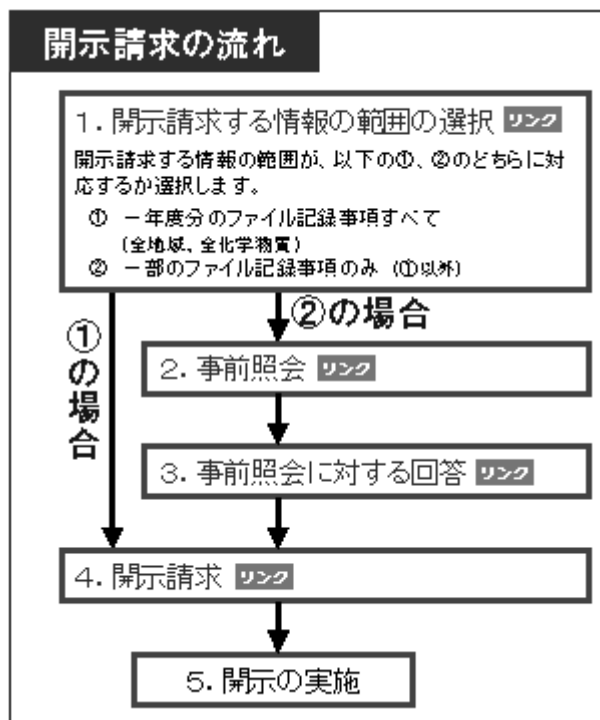 開示請求の流れ
1.開示請求する情報の範囲の選択 リンク
開示請求する情報の範囲が、以下の①、②のどちらに対
応するか選択します。
① 一年度分のファイル記録事項すべて
(全地域、全化学物質)
② 一部のファイル記録事項のみ (①以外)
①の場合
②の場合
2.事前照会 リンク
3.事前照会に対する回答 リンク
4.開示請求 リンク
5.開示の実施